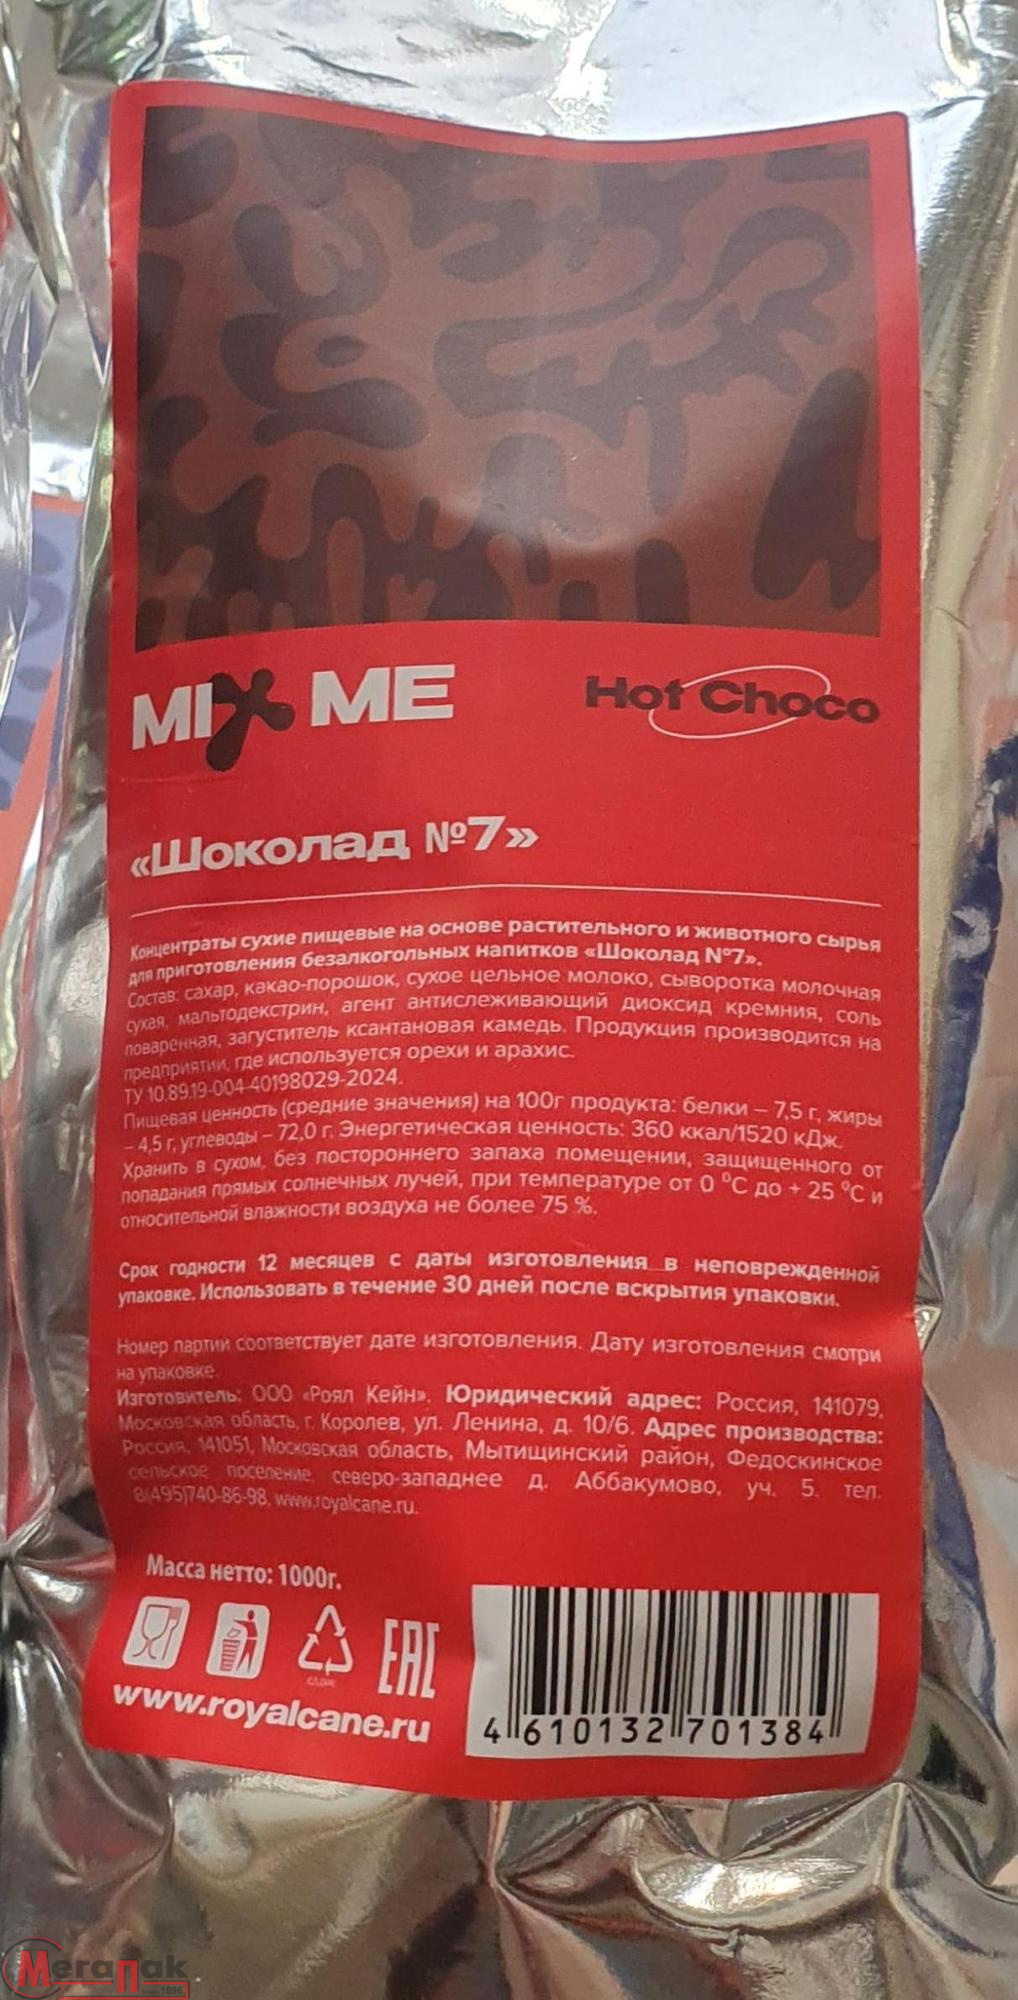 MIX ME
Hot Choco
«Шоколад №7»
Концентраты сухие пищевые на основе растительного и животного сырья
для приготовления безалкогольных напитков «Шоколад №7».
Состав: сахар, какао-порошок, сухое цельное молоко, сыворотка молочная
сухая, мальтодекстрин, агент антислеживающий диоксид кремния, соль
поваренная, загуститель ксантановая камедь. Продукция производится на
предприятии, где используется орехи и арахис.
ТУ 10.89.19-004-40198029-2024.
Пищевая ценность (средние значения) на 100г продукта: белки – 7,5 г, жиры
– 4,5 г, углеводы – 72,0 г. Энергетическая ценность: 360 ккал/1520 кДж.
Хранить в сухом, без постороннего запаха помещении, защищенного от
попадания прямых солнечных лучей, при температуре от 0 °С до + 25 °С и
относительной влажности воздуха не более 75 %.
Срок годности 12 месяцев с даты изготовления в неповрежденной
упаковке. Использовать в течение 30 дней после вскрытия упаковки.
Номер партии соответствует дате изготовления. Дату изготовления смотри
на упаковке.
Изготовитель: ООО «Роял Кейн». Юридический адрес: Россия, 141079,
Московская область, г. Королев, ул. Ленина, д. 10/6. Адрес производства:
Россия, 141051, Московская область, Мытищинский район, Федоскинское
сельское поселение, северо-западнее д. Аббакумово, уч. 5. тел.
8(495)740-86-98, www.royalcane.ru.
Масса нетто: 1000г.
EAC
www.royalcane.ru
4 610132 701384
МегаПак